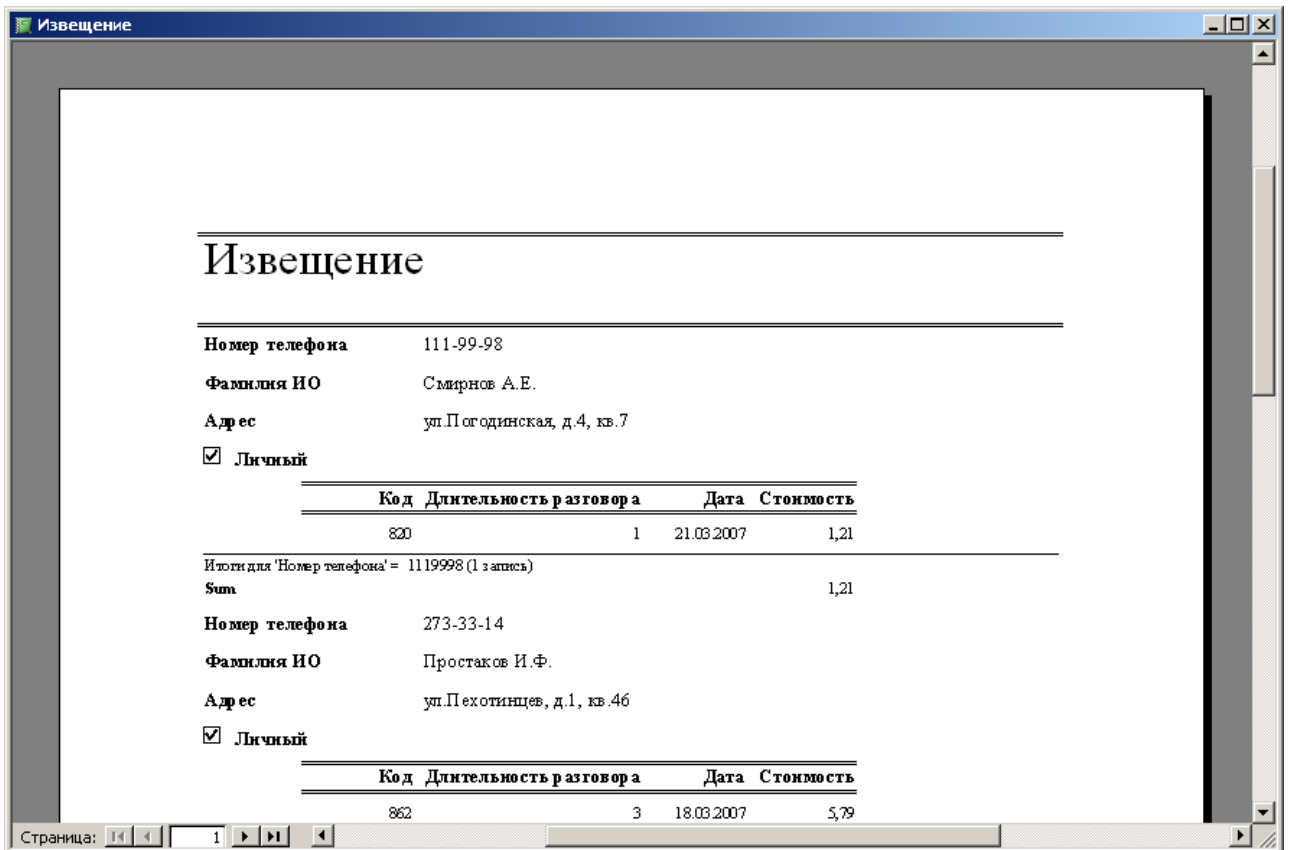 Извещение
Извещение
Номер телефона 111-99-98
Фамилия ИО Смирнов А.Е.
Адрес ул.Погодинская, д.4, кв.7
Личный
Код Длительность разговора Дата Стоимость
820 1 21.03.2007 1,21
Итоги для 'Номер телефона' = 1119998 (1 запись)
Sum 1,21
Номер телефона 273-33-14
Фамилия ИО Простаков И.Ф.
Адрес ул.Пехотинцев, д.1, кв.46
Личный
Код Длительность разговора Дата Стоимость
862 3 18.03.2007 5,79
Страница: 1